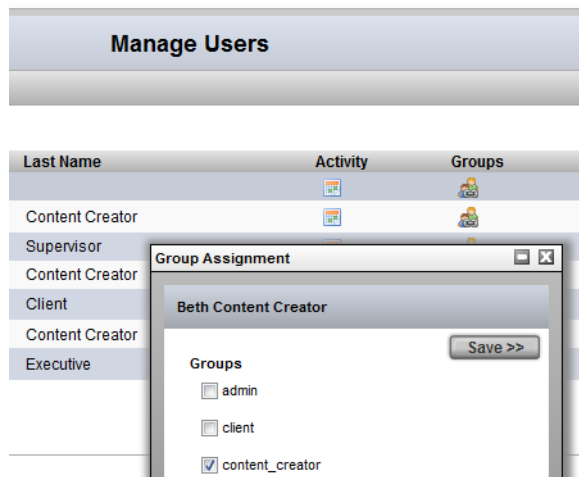 Manage Users
Last Name Activity Groups
Content Creator
Supervisor
Content Creator
Client
Content Creator
Executive
Group Assignment
Beth Content Creator
Save >>
Groups
admin
client
content_creator